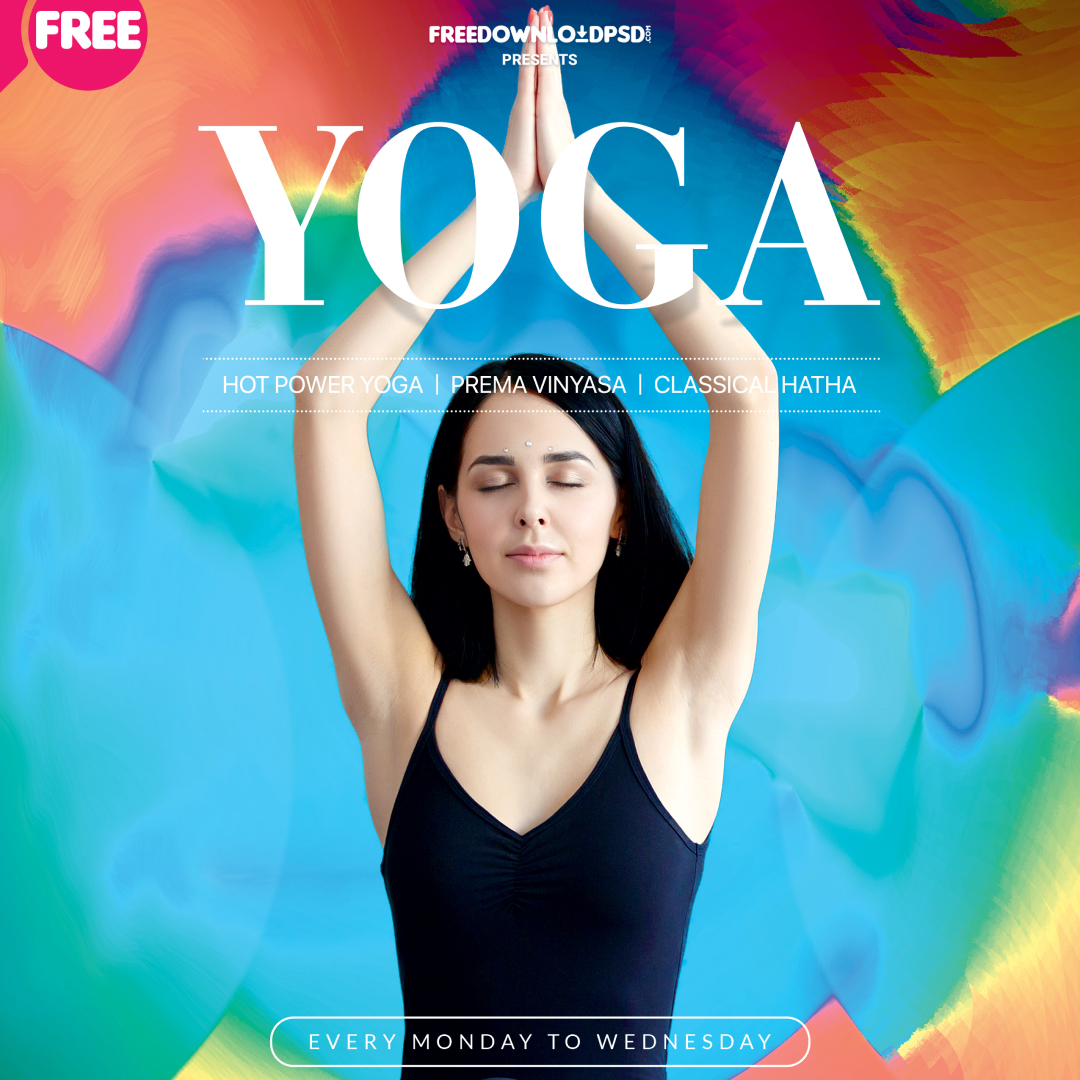 FREE
FREEDOWNLOADPSD.COM
PRESENTS
YOGA
HOT POWER YOGA | PREMA VINYASA | CLASSICAL HATHA
EVERY MONDAY TO WEDNESDAY